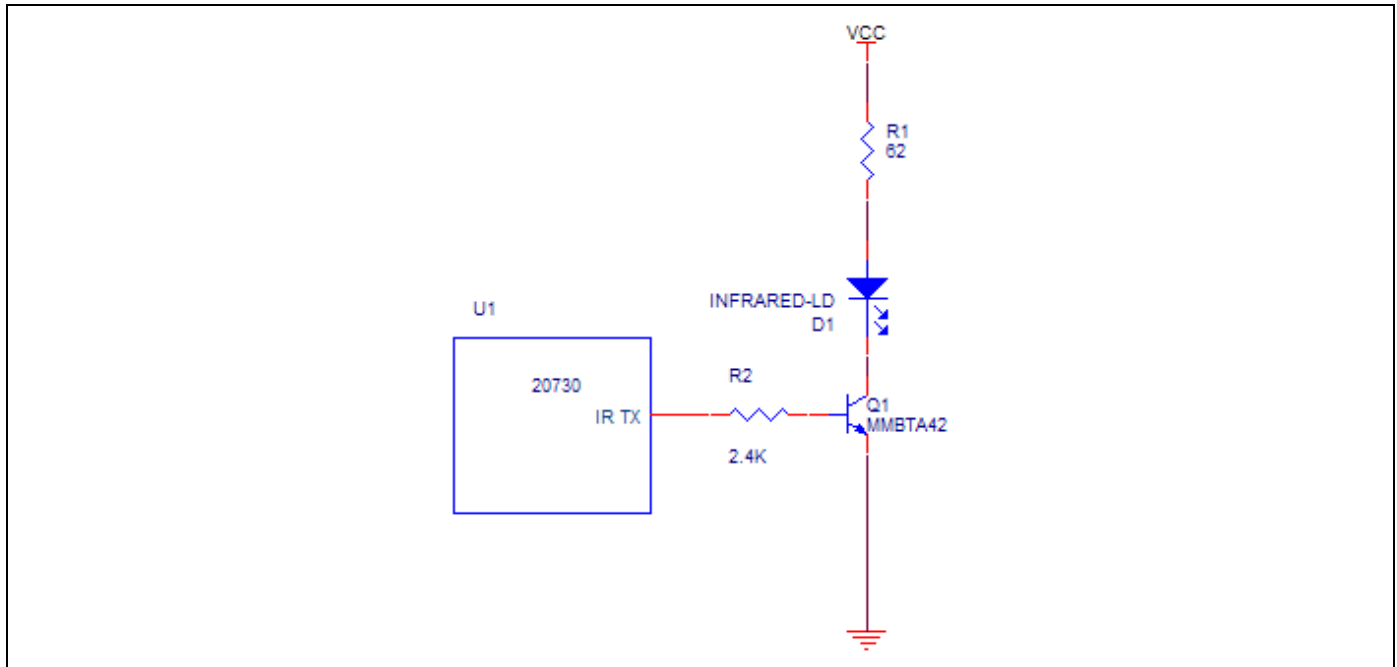 VCC
R1
62
INFRARED-LD
D1
U1
20730
IR TX
R2
2.4K
Q1
MMBTA42